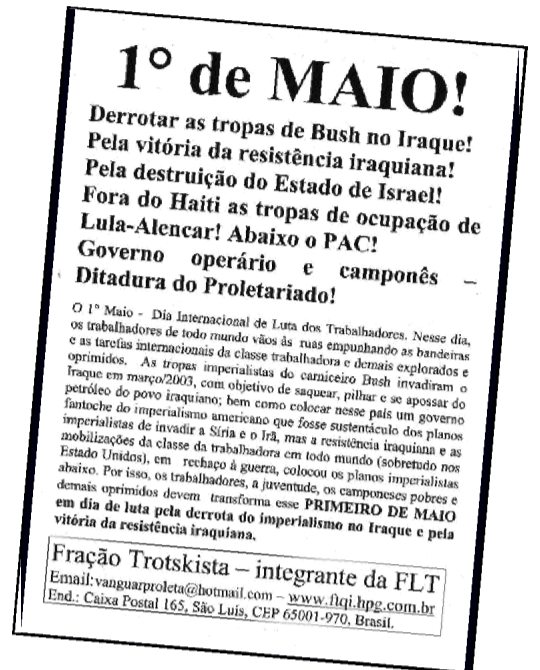 1° de MAIO!
Derrotar as tropas de Bush no Iraque!
Pela vitória da resistência iraquiana!
Pela destruição do Estado de Israel!
Fora do Haiti as tropas de ocupação de
Lula-Alencar! Abaixo o PAC!
Governo operário e camponês –
Ditadura do Proletariado!
O 1° Maio - Dia Internacional de Luta dos Trabalhadores. Nesse dia,
os trabalhadores de todo mundo vãos às ruas empunhando as bandeiras
e as tarefas internacionais da classe trabalhadora e demais explorados e
oprimidos. As tropas imperialistas do carniceiro Bush invadiram o
Iraque em março/2003, com objetivo de saquear, pilhar e se apossar do
petróleo do povo iraquiano; bem como colocar nesse país um governo
fantoche do imperialismo americano que fosse sustentáculo dos planos
imperialistas de invadir a Síria e o Irã, mas a resistência iraquiana e as
mobilizações da classe da trabalhadora em todo mundo (sobretudo nos
Estado Unidos), em rechaço à guerra, colocou os planos imperialistas
abaixo. Por isso, os trabalhadores, a juventude, os camponeses pobres e
demais oprimidos devem transforma esse PRIMEIRO DE MAIO
em dia de luta pela derrota do imperialismo no Iraque e pela
vitória da resistência iraquiana.
Fração Trotskista – integrante da FLT
Email:vanguarproleta@hotmail.com – www.ftqi.hpg.com.br
End.: Caixa Postal 165, São Luis, CEP 65001-970, Brasil.